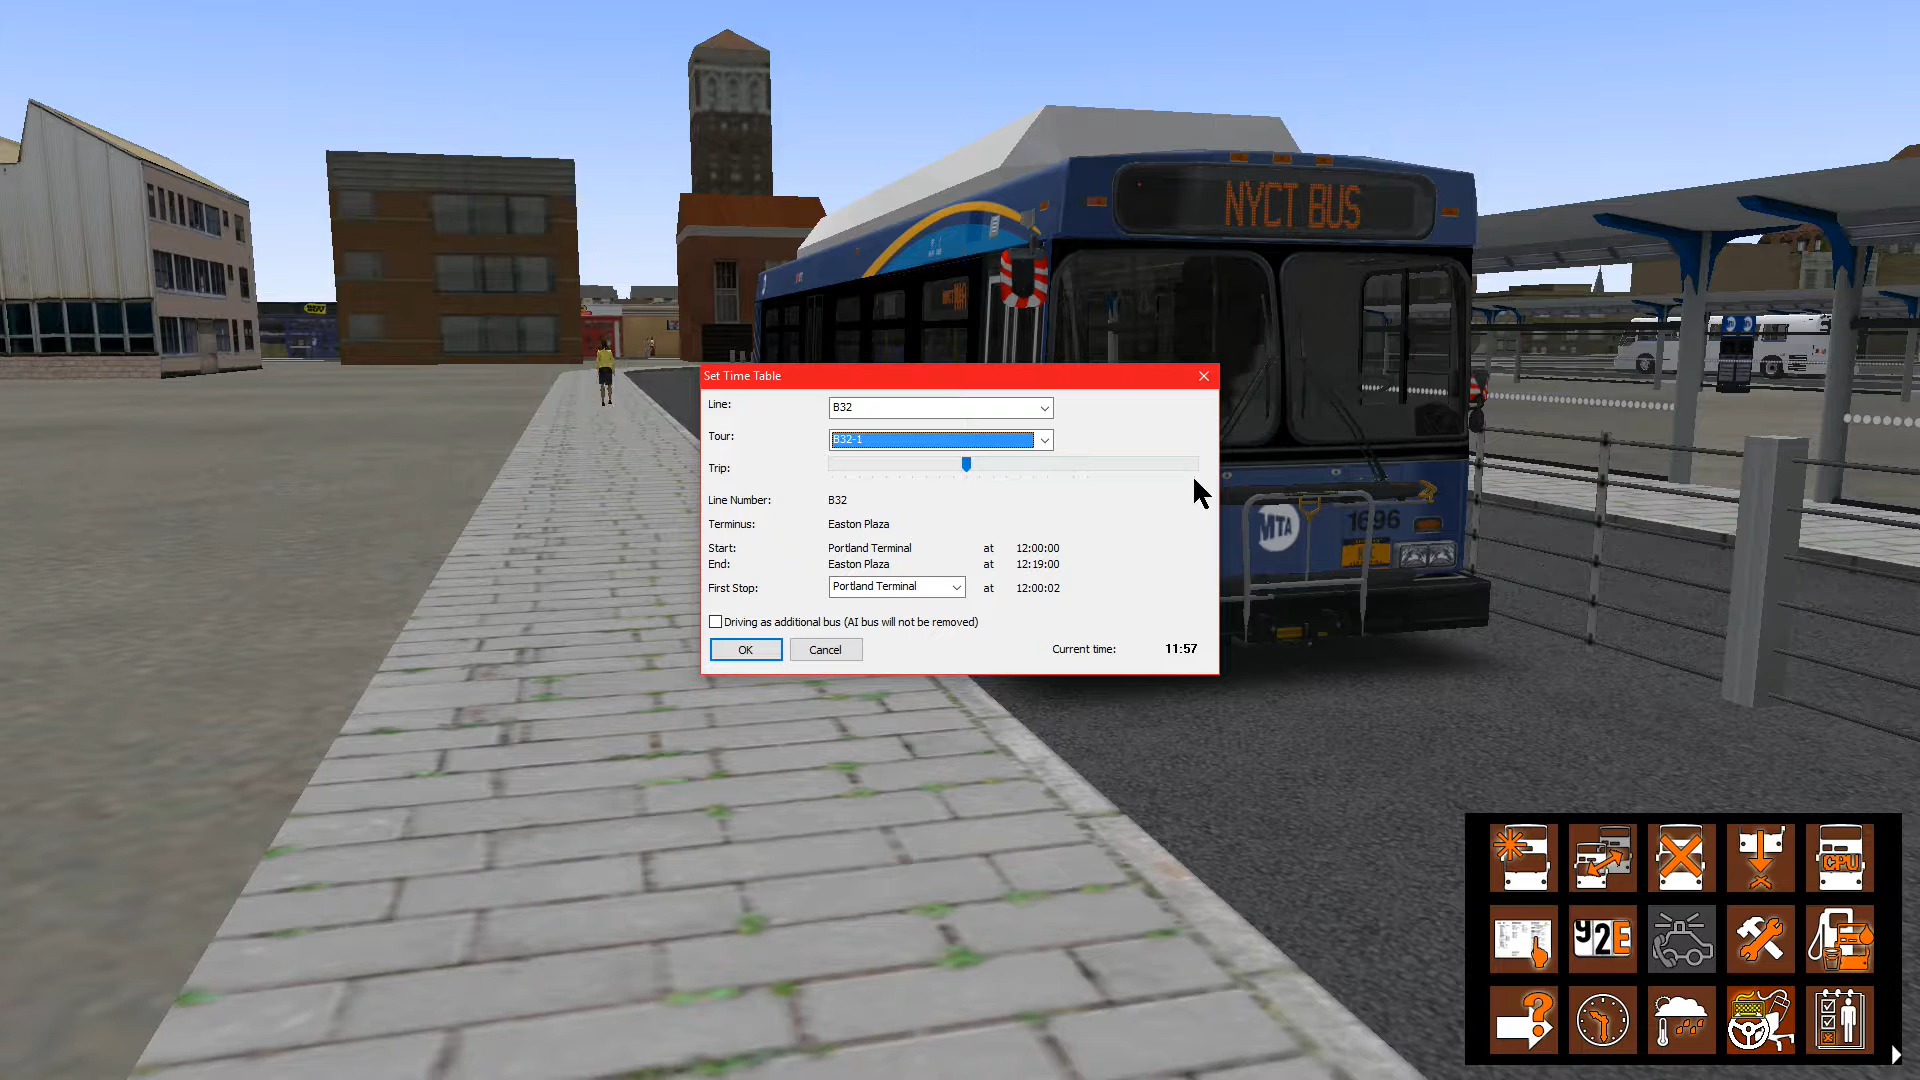 NYCT BUS
Set Time Table
Line: B32
Tour: B32-1
Trip:
Line Number: B32
Terminus: Easton Plaza
Start: Portland Terminal at 12:00:00
End: Easton Plaza at 12:19:00
First Stop: Portland Terminal at 12:00:02
Driving as additional bus (AI bus will not be removed)
OK Cancel Current time: 11:57
MTA 1696
CPU
92E
?